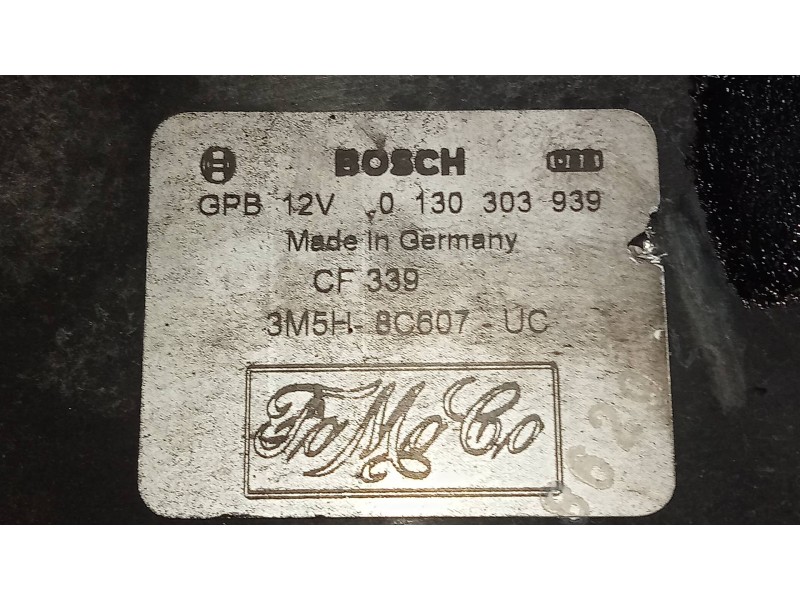 BOSCH
GPB 12V 0 130 303 939
Made in Germany
CF 339
3M5H- 8C607 - UC
FoMoCo